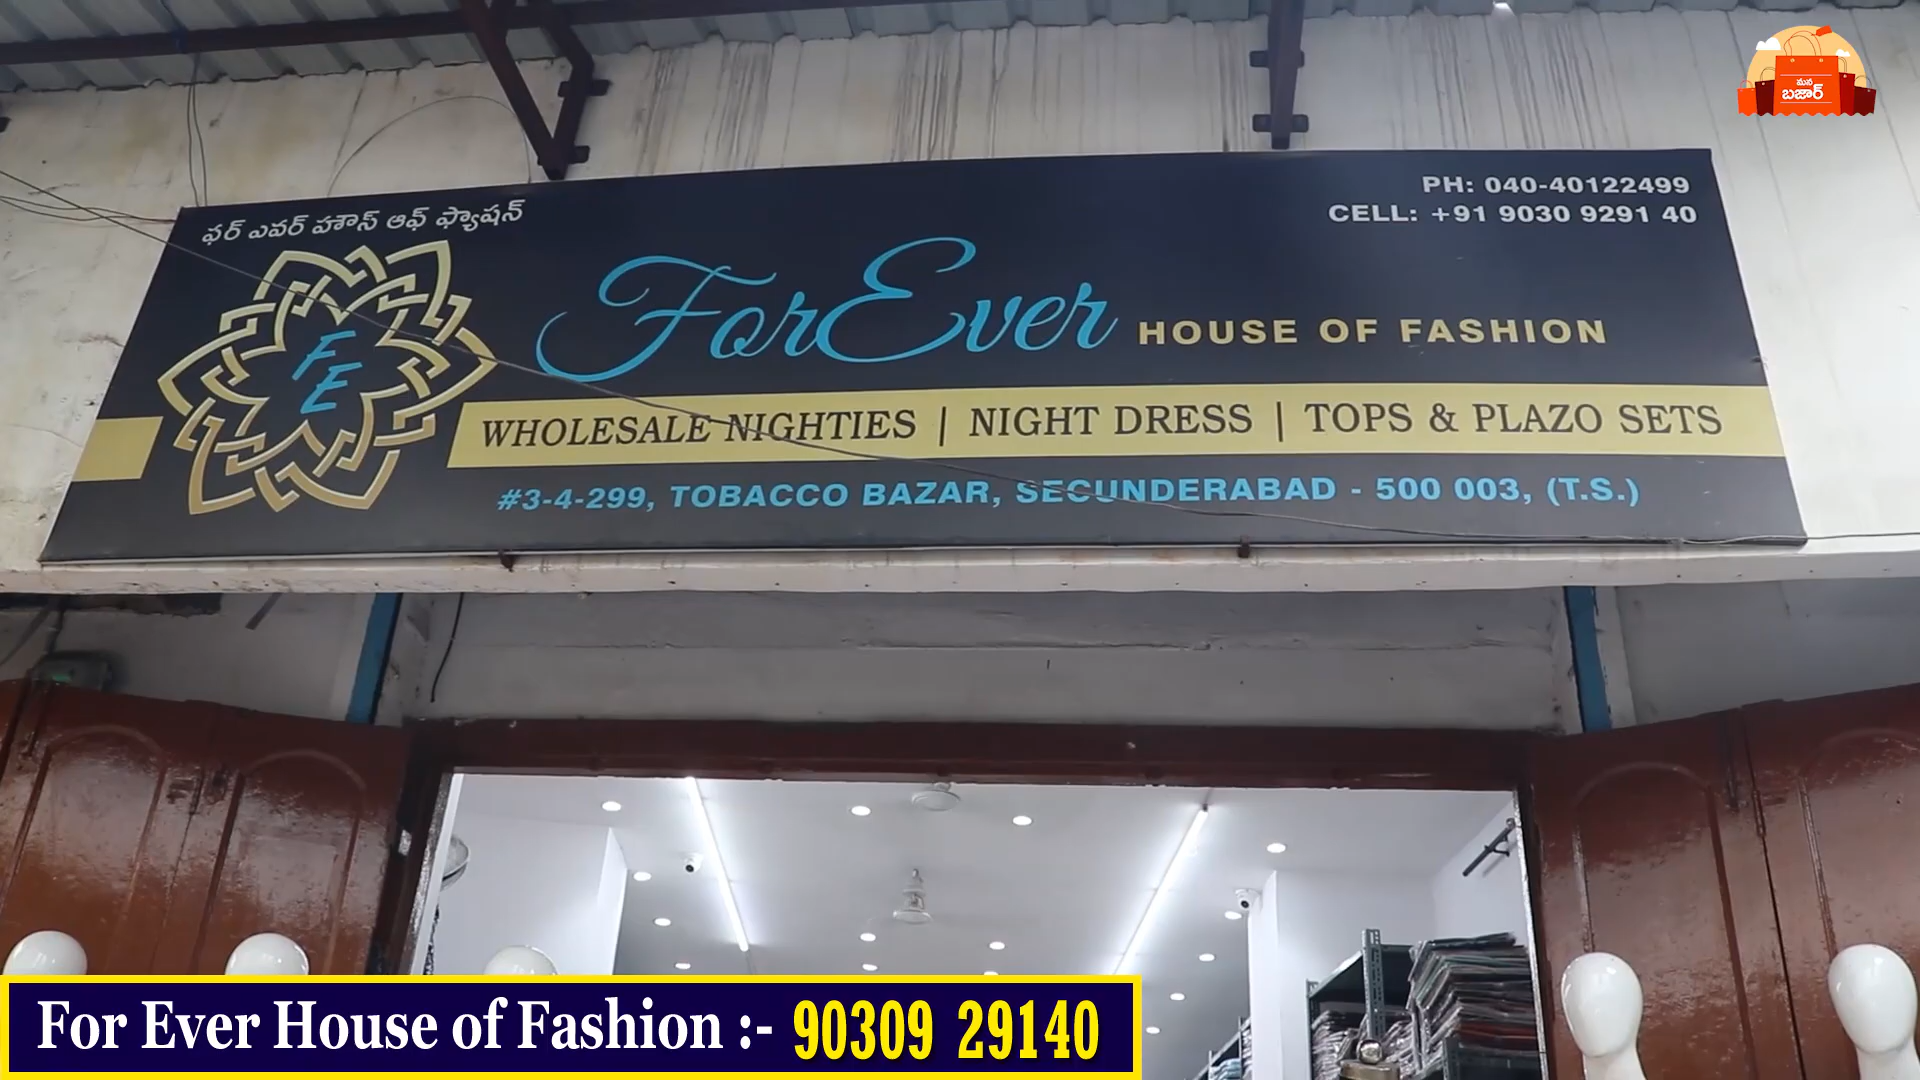 మన
బజార్
PH: 040-40122499
CELL: +91 9030 9291 40
ఫర్ ఎవర్ హౌస్ ఆఫ్ ఫ్యాషన్
FE
ForEver HOUSE OF FASHION
WHOLESALE NIGHTIES | NIGHT DRESS | TOPS & PLAZO SETS
#3-4-299, TOBACCO BAZAR, SECUNDERABAD - 500 003, (T.S.)
For Ever House of Fashion :- 90309 29140